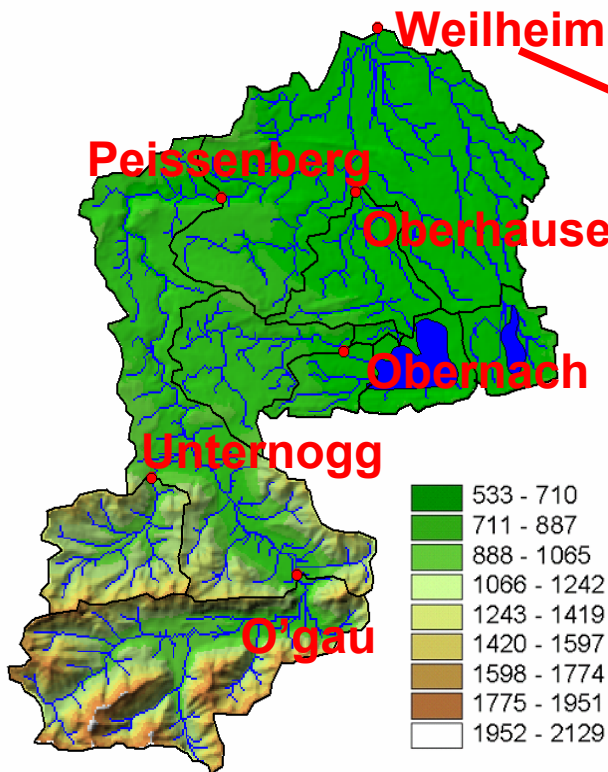 Weilheim
Peissenberg
Oberhause
Obernach
Unternogg
O'gau
533 - 710
711 - 887
888 - 1065
1066 - 1242
1243 - 1419
1420 - 1597
1598 - 1774
1775 - 1951
1952 - 2129